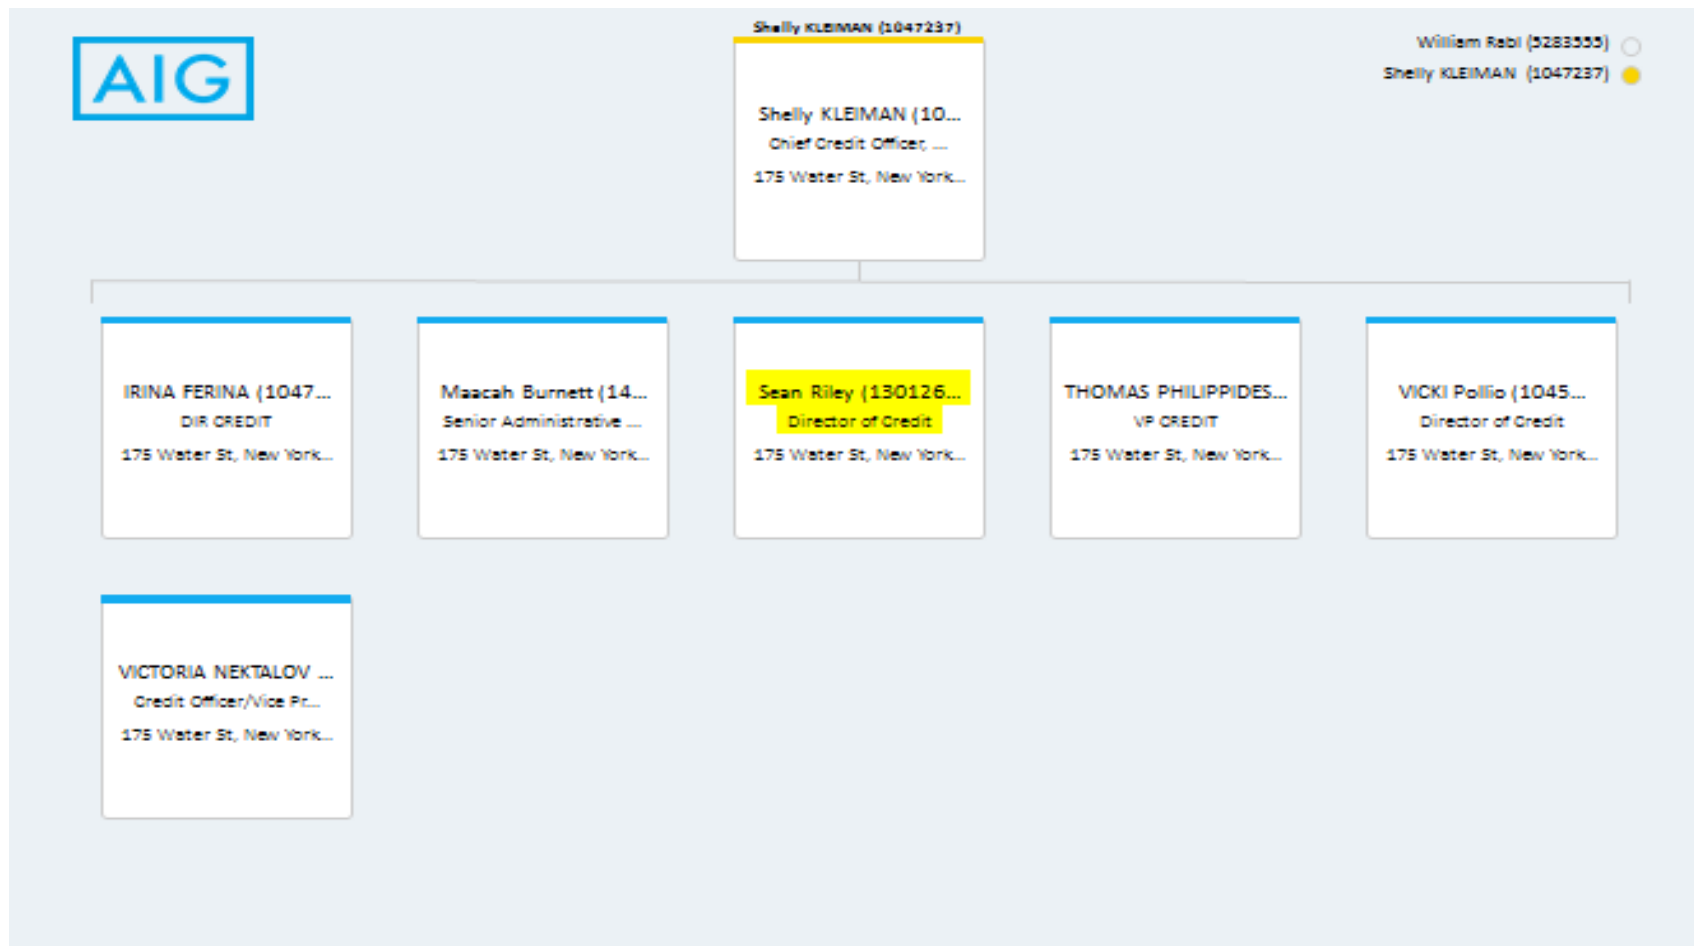 Shelly KLEIMAN (1047237)
William Rabl (5283555)
Shelly KLEIMAN (1047237)
AIG
Shelly KLEIMAN (10...
Chief Credit Officer, ...
175 Water St, New York...
IRINA FERINA (1047...
DIR CREDIT
175 Water St, New York...
Maacah Burnett (14...
Senior Administrative ...
175 Water St, New York...
Sean Riley (130126...
Director of Credit
175 Water St, New York...
THOMAS PHILIPPIDES...
VP CREDIT
175 Water St, New York...
VICKI Pollio (1045...
Director of Credit
175 Water St, New York...
VICTORIA NEKTALOV ...
Credit Officer/Vice Pr...
175 Water St, New York...